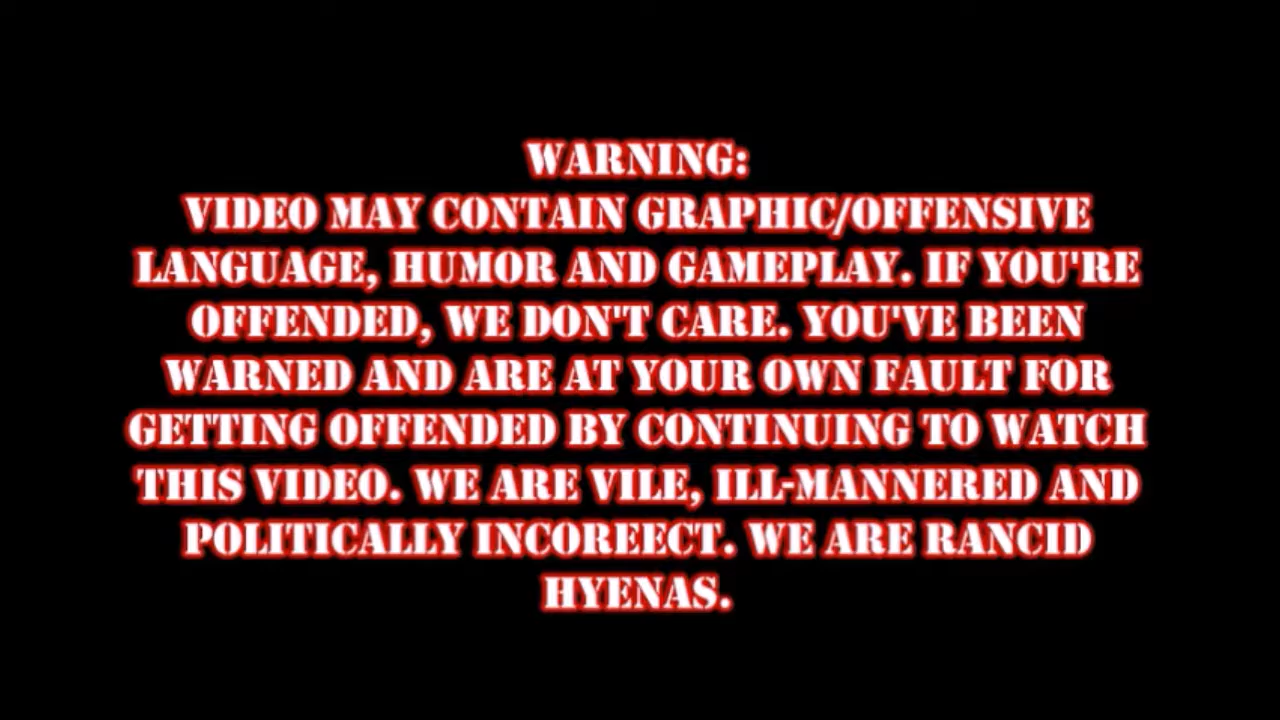 WARNING:
VIDEO MAY CONTAIN GRAPHIC/OFFENSIVE
LANGUAGE, HUMOR AND GAMEPLAY. IF YOU'RE
OFFENDED, WE DON'T CARE. YOU'VE BEEN
WARNED AND ARE AT YOUR OWN FAULT FOR
GETTING OFFENDED BY CONTINUING TO WATCH
THIS VIDEO. WE ARE VILE, ILL-MANNERED AND
POLITICALLY INCOREECT. WE ARE RANCID
HYENAS.